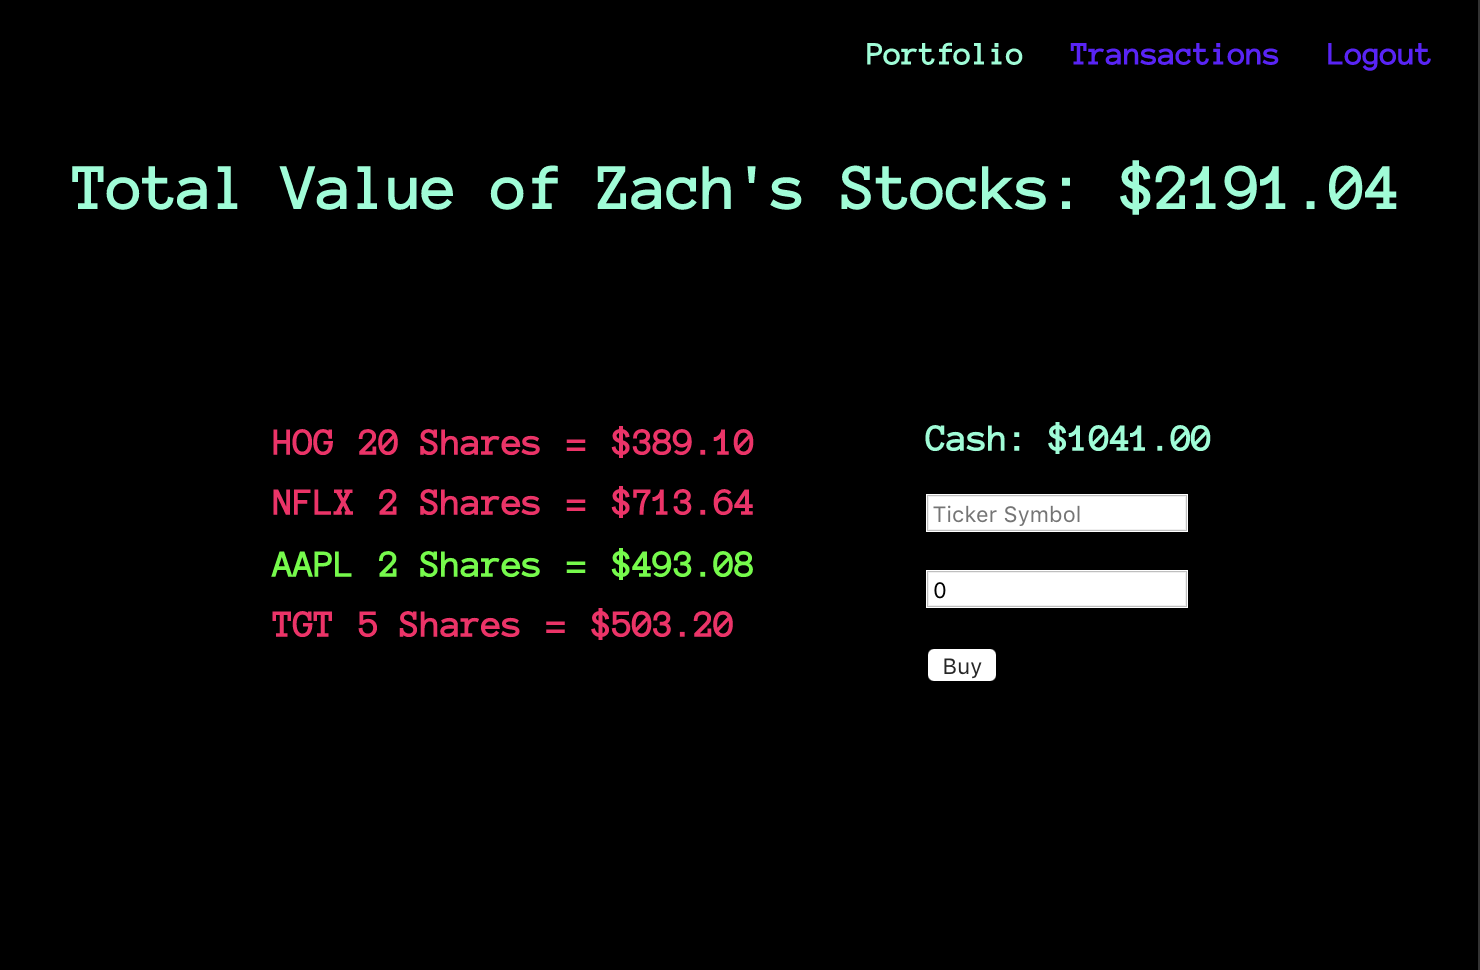 Portfolio Transactions Logout
Total Value of Zach's Stocks: $2191.04
HOG 20 Shares = $389.10
NFLX 2 Shares = $713.64
AAPL 2 Shares = $493.08
TGT 5 Shares = $503.20
Cash: $1041.00
Ticker Symbol
0
Buy